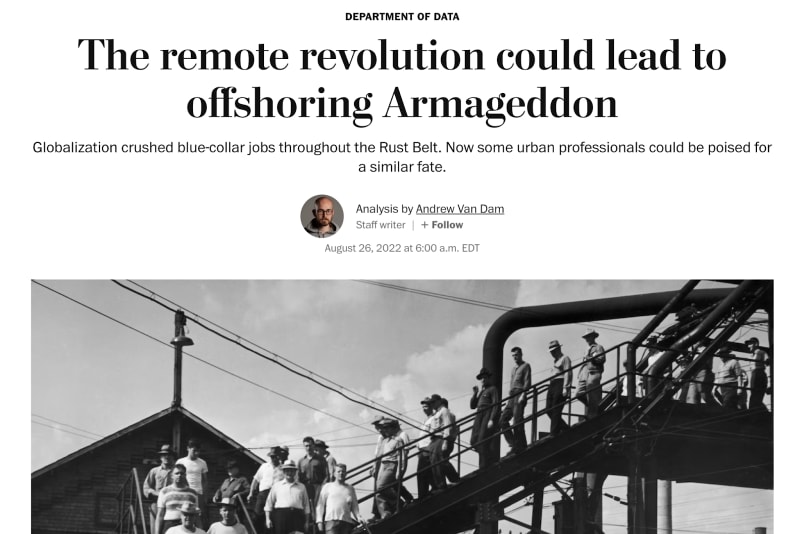 DEPARTMENT OF DATA
The remote revolution could lead to
offshoring Armageddon
Globalization crushed blue-collar jobs throughout the Rust Belt. Now some urban professionals could be poised for
a similar fate.
Analysis by Andrew Van Dam
Staff writer | + Follow
August 26, 2022 at 6:00 a.m. EDT